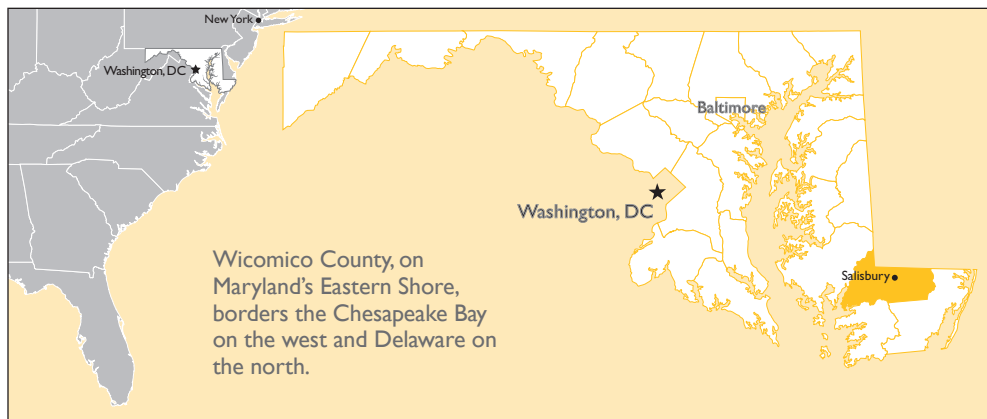 New York
Washington, DC
Baltimore
Washington, DC
Salisbury
Wicomico County, on
Maryland's Eastern Shore,
borders the Chesapeake Bay
on the west and Delaware on
the north.